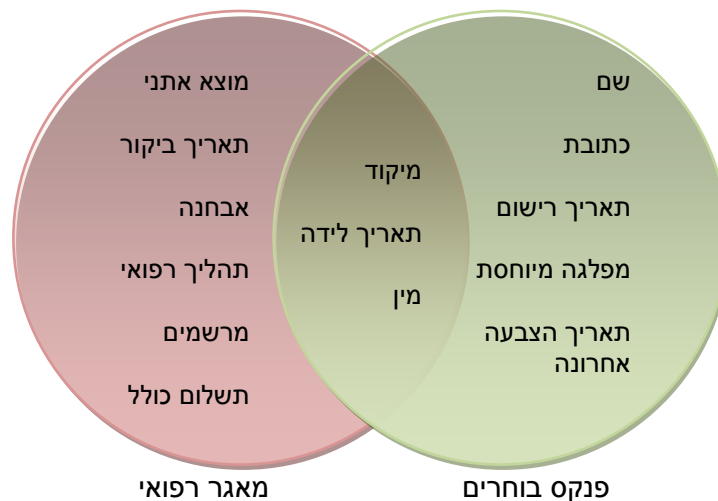 שם
כתובת
תאריך רישום
מפלגה מיוחסת
תאריך הצבעה
אחרונה
מיקוד
תאריך לידה
מין
מוצא אתני
תאריך ביקור
אבחנה
תהליך רפואי
מרשמים
תשלום כולל
פנקס בוחרים
מאגר רפואי